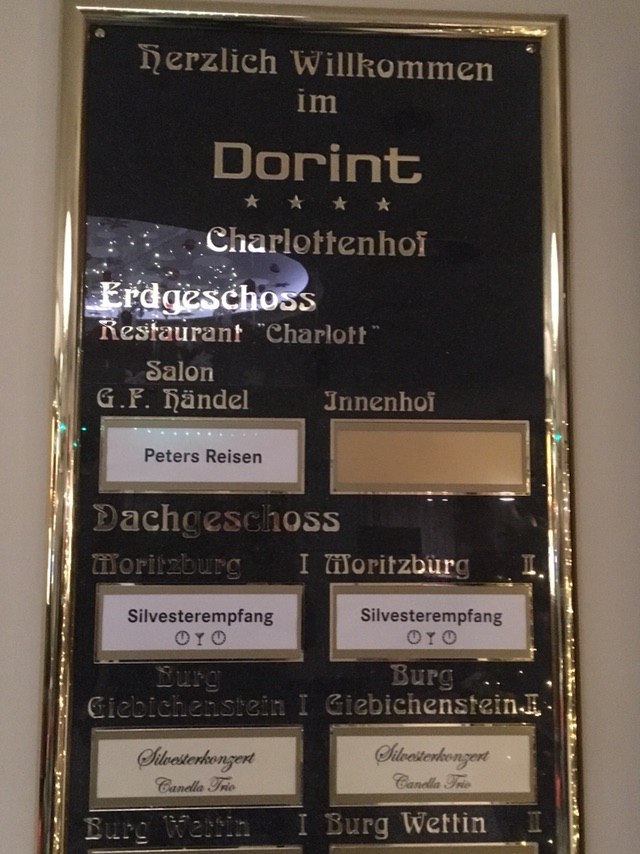 Herzlich Willkommen
im
Dorint
Charlottenhof
Erdgeschoss
Restaurant "Charlott"
Salon
G.F. Händel
Innenhof
Peters Reisen
Dachgeschoss
Moritzburg I
Moritzburg II
Silvesterempfang
Silvesterempfang
Burg
Giebichenstein I
Burg
Giebichenstein II
Silvesterkonzert
Canella Trio
Silvesterkonzert
Canella Trio
Burg Wettin I
Burg Wettin II